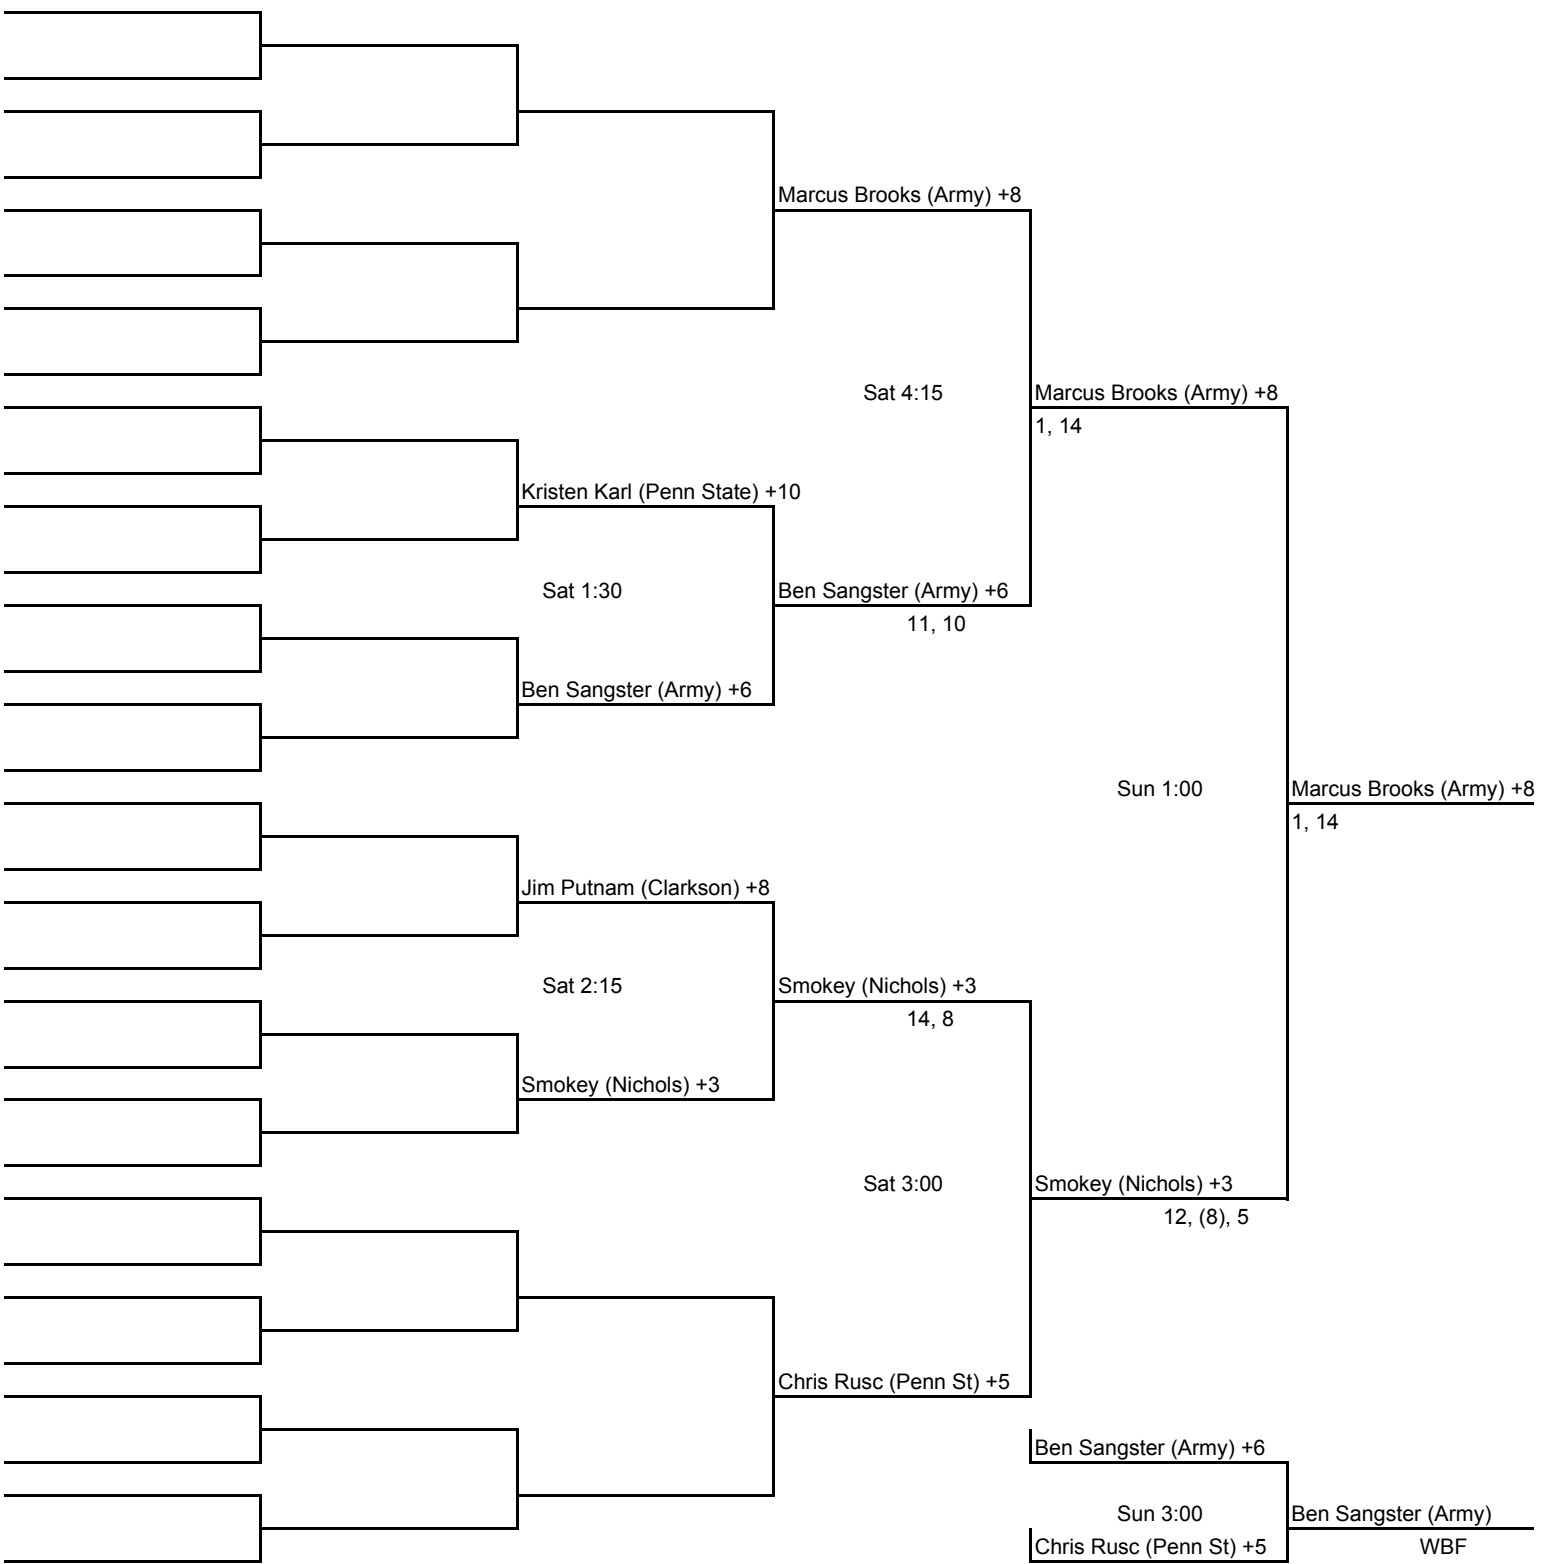 Marcus Brooks (Army) +8
Sat 4:15
Marcus Brooks (Army) +8
1, 14
Kristen Karl (Penn State) +10
Sat 1:30
Ben Sangster (Army) +6
11, 10
Ben Sangster (Army) +6
Sun 1:00
Marcus Brooks (Army) +8
1, 14
Jim Putnam (Clarkson) +8
Sat 2:15
Smokey (Nichols) +3
14, 8
Smokey (Nichols) +3
Sat 3:00
Smokey (Nichols) +3
12, (8), 5
Chris Rusc (Penn St) +5
Ben Sangster (Army) +6
Sun 3:00
Ben Sangster (Army)
Chris Rusc (Penn St) +5
WBF